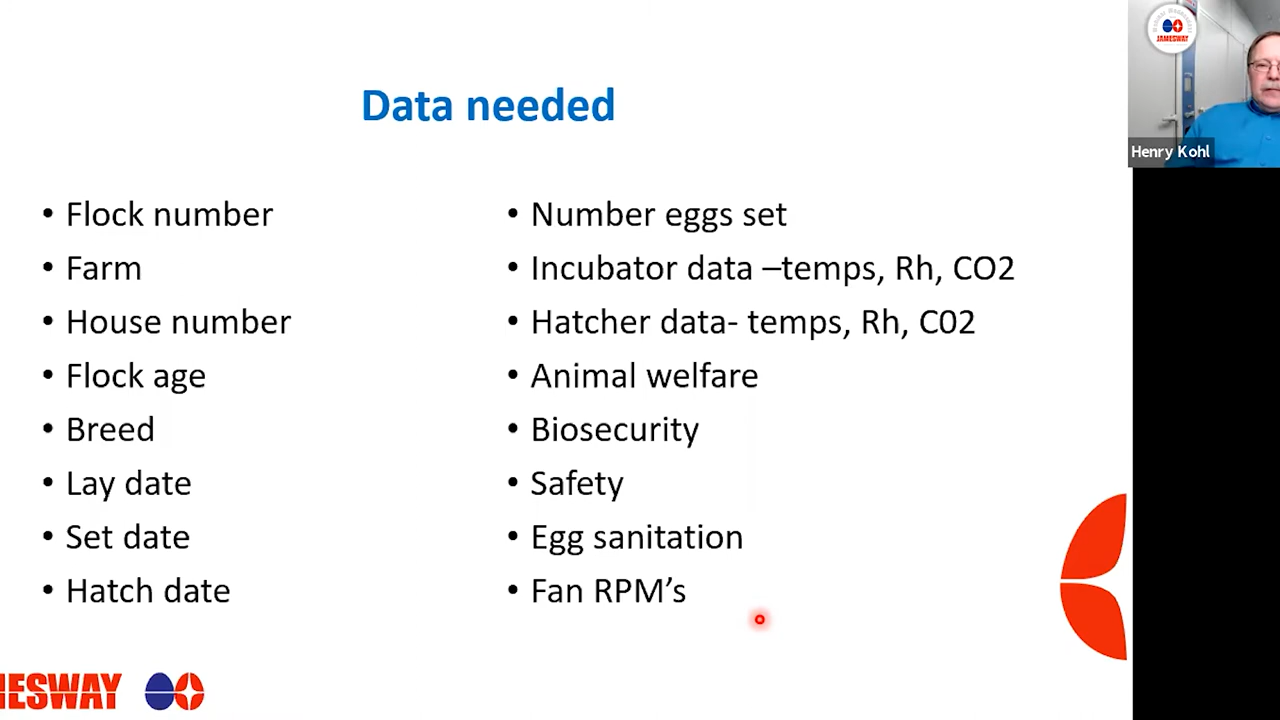 Data needed
• Flock number
• Farm
• House number
• Flock age
• Breed
• Lay date
• Set date
• Hatch date
• Number eggs set
• Incubator data –temps, Rh, CO2
• Hatcher data- temps, Rh, C02
• Animal welfare
• Biosecurity
• Safety
• Egg sanitation
• Fan RPM’s
JAMESWAY
Henry Kohl
MESWAY